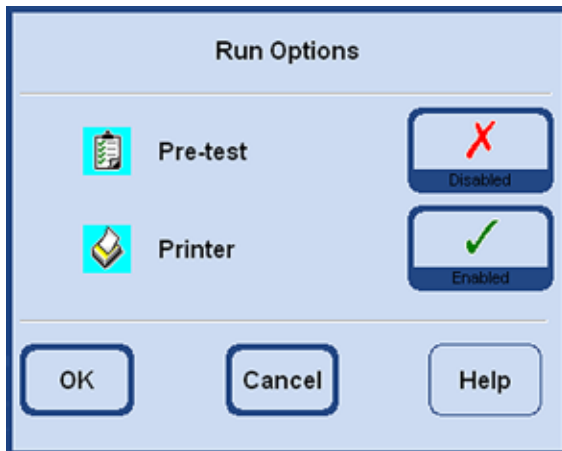 Run Options
Pre-test
Disabled
Printer
Enabled
OK Cancel Help